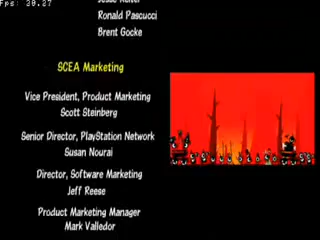 Fps: 20.27
Ronald Pascucci
Brent Gocke
SCEA Marketing
Vice President, Product Marketing
Scott Steinberg
Senior Director, PlayStation Network
Susan Nourai
Director, Software Marketing
Jeff Reese
Product Marketing Manager
Mark Valledor